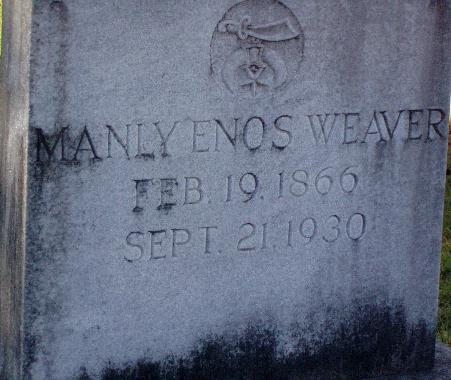 MANLY ENOS WEAVER
FEB. 19. 1866
SEPT. 21. 1930